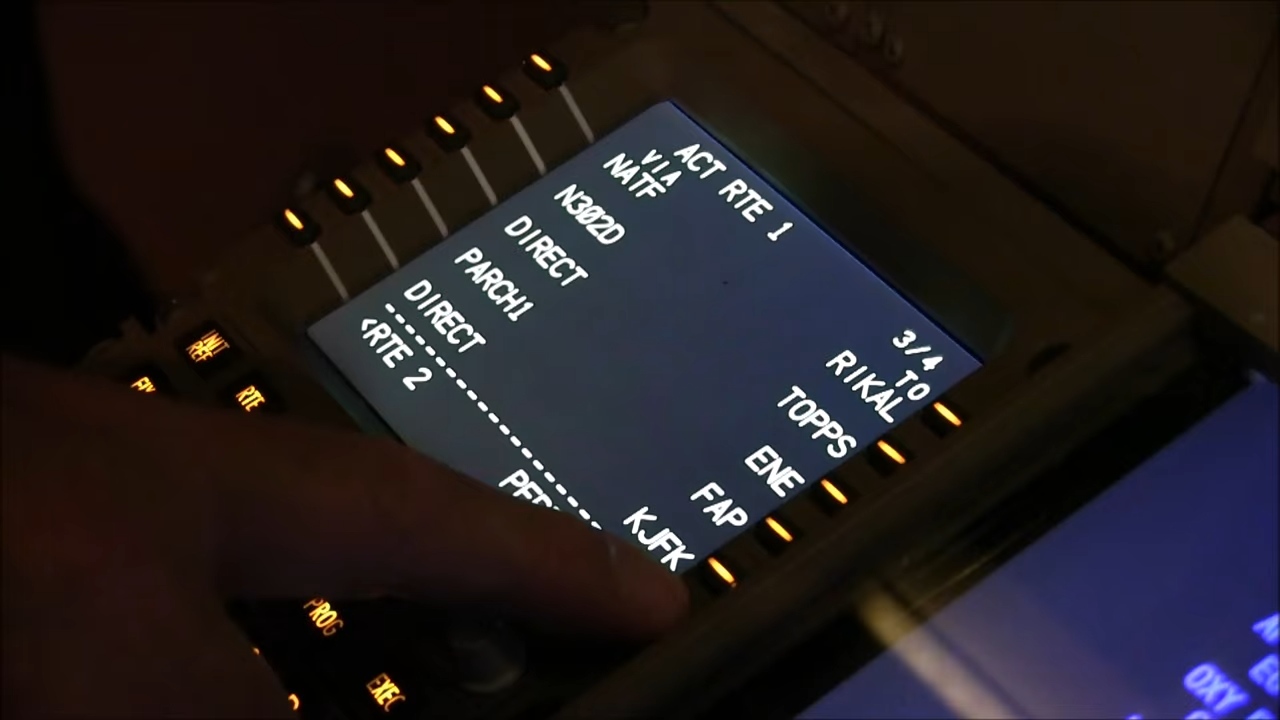 ACT RTE 1 3/4
VIA TO
NATF RIKAL
N302D TOPPS
DIRECT ENE
PARCH1 FAP
DIRECT KJFK
<RTE 2
INIT
REF
RTE
PROG
EXEC
OXY